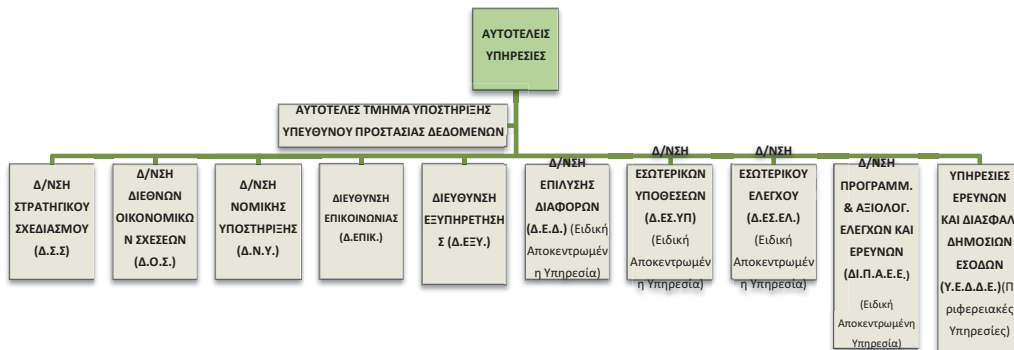 ΑΥΤΟΤΕΛΕΙΣ
ΥΠΗΡΕΣΙΕΣ
ΑΥΤΟΤΕΛΕΣ ΤΜΗΜΑ ΥΠΟΣΤΗΡΙΞΗΣ
ΥΠΕΥΘΥΝΟΥ ΠΡΟΣΤΑΣΙΑΣ ΔΕΔΟΜΕΝΩΝ
Δ/ΝΣΗ
ΣΤΡΑΤΗΓΙΚΟΥ
ΣΧΕΔΙΑΣΜΟΥ
(Δ.Σ.Σ)
Δ/ΝΣΗ
ΔΙΕΘΝΩΝ
ΟΙΚΟΝΟΜΙΚΩ
Ν ΣΧΕΣΕΩΝ
(Δ.Ο.Σ.)
Δ/ΝΣΗ
ΝΟΜΙΚΗΣ
ΥΠΟΣΤΗΡΙΞΗΣ
(Δ.Ν.Υ.)
ΔΙΕΥΘΥΝΣΗ
ΕΠΙΚΟΙΝΩΝΙΑΣ
(Δ.ΕΠΙΚ.)
ΔΙΕΥΘΥΝΣΗ
ΕΞΥΠΗΡΕΤΗΣΗ
Σ (Δ.ΕΞΥ.)
Δ/ΝΣΗ
ΕΠΙΛΥΣΗΣ
ΔΙΑΦΟΡΩΝ
(Δ.Ε.Δ.) (Ειδική
Αποκεντρωμέν
η Υπηρεσία)
Δ/ΝΣΗ
ΕΣΩΤΕΡΙΚΩΝ
ΥΠΟΘΕΣΕΩΝ
(Δ.ΕΣ.ΥΠ)
(Ειδική
Αποκεντρωμέν
η Υπηρεσία)
Δ/ΝΣΗ
ΕΣΩΤΕΡΙΚΟΥ
ΕΛΕΓΧΟΥ
(Δ.ΕΣ.ΕΛ.)
(Ειδική
Αποκεντρωμέν
η Υπηρεσία)
Δ/ΝΣΗ
ΠΡΟΓΡΑΜΜ.
& ΑΞΙΟΛΟΓ.
ΕΛΕΓΧΩΝ ΚΑΙ
ΕΡΕΥΝΩΝ
(ΔΙ.Π.Α.Ε.Ε.)
(Ειδική
Αποκεντρωμένη
Υπηρεσία)
ΥΠΗΡΕΣΙΕΣ
ΕΡΕΥΝΩΝ
ΚΑΙ ΔΙΑΣΦΑΛ
ΔΗΜΟΣΙΩΝ
ΕΣΟΔΩΝ
(Υ.Ε.Δ.Δ.Ε.)(Π
ριφερειακές
Υπηρεσίες)